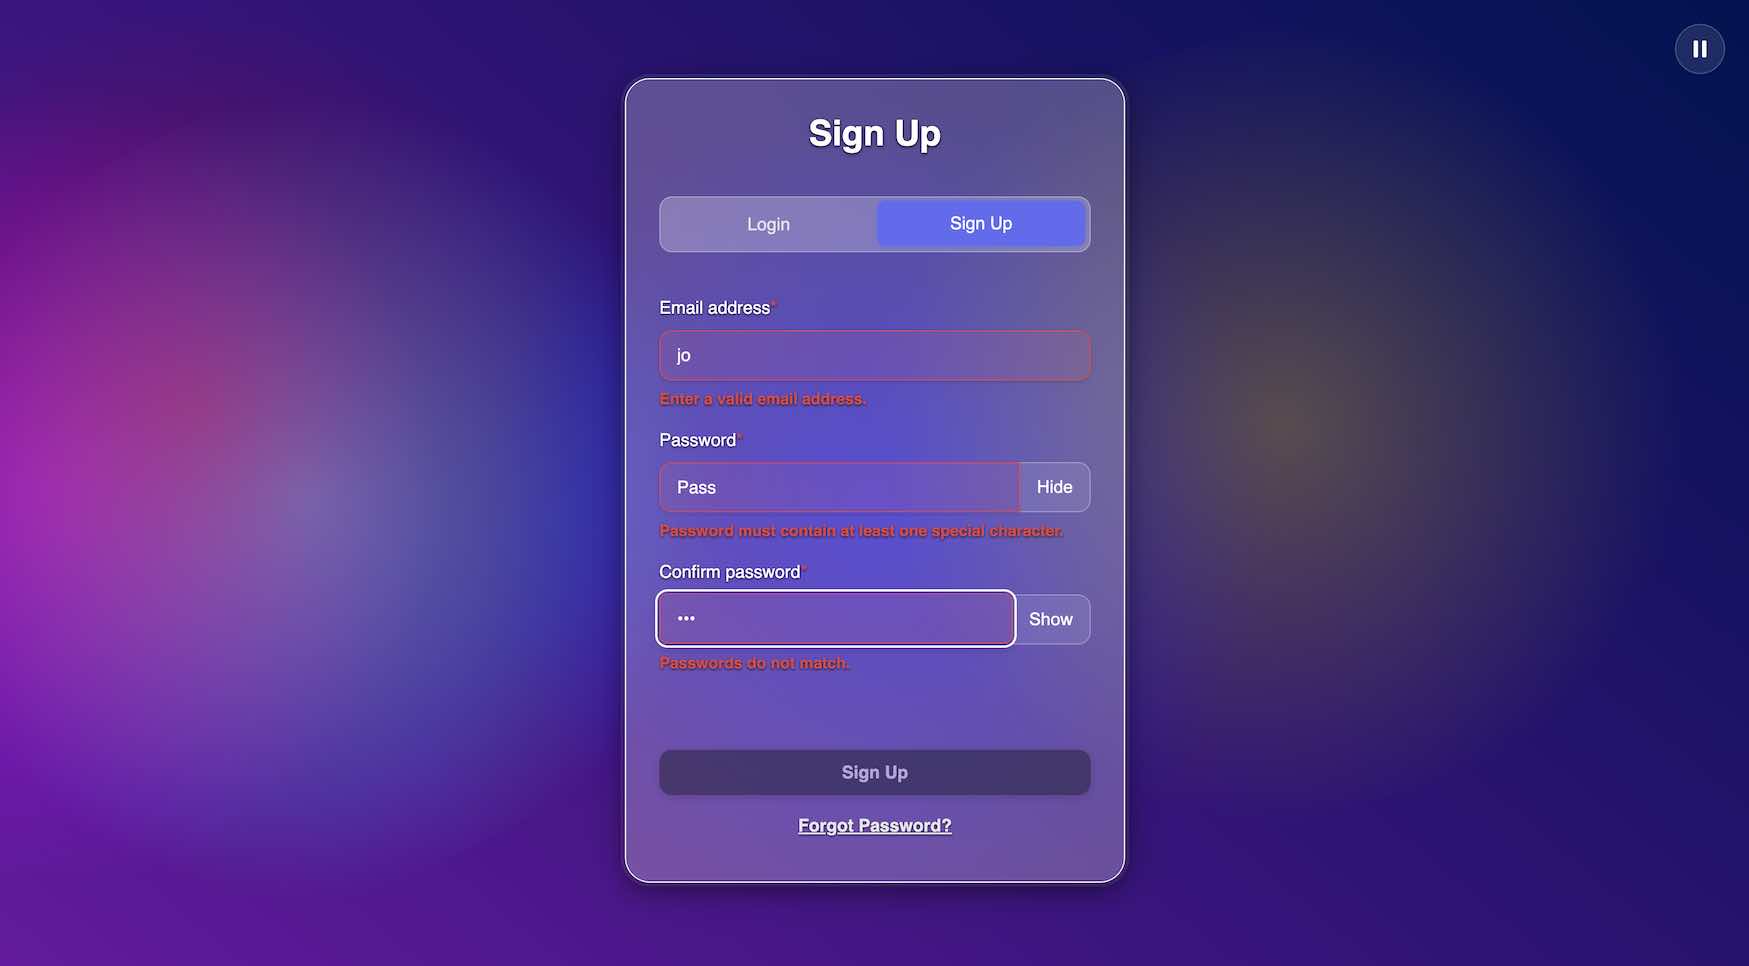 Sign Up
Login
Sign Up
Email address*
jo
Enter a valid email address.
Password*
Pass
Hide
Password must contain at least one special character.
Confirm password*
•••
Show
Passwords do not match.
Sign Up
Forgot Password?